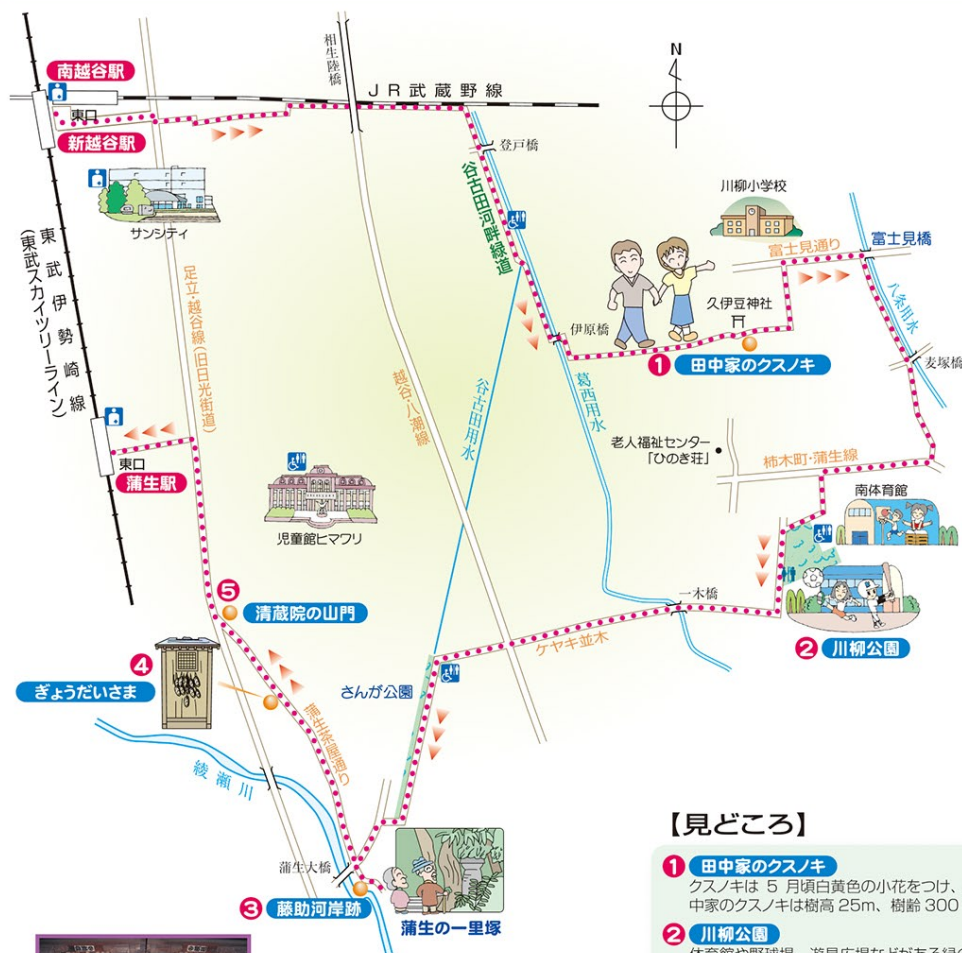 南越谷駅
東口
新越谷駅
相生陸橋
JR武蔵野線
N
登戸橋
谷古田河畔緑道
サンシティ
東武伊勢崎線
(東武スカイツリーライン)
足立・越谷線(旧日光街道)
川柳小学校
富士見通り
富士見橋
八条用水
久伊豆神社
伊原橋
1 田中家のクスノキ
麦塚橋
越谷・八潮線
谷古田用水
葛西用水
老人福祉センター
「ひのき荘」
柿木町・蒲生線
東口
蒲生駅
児童館ヒマワリ
南体育館
一木橋
ケヤキ並木
2 川柳公園
5
清蔵院の山門
4
ぎょうだいさま
さんが公園
蒲生茶屋通り
綾瀬川
蒲生大橋
3 藤助河岸跡
蒲生の一里塚
【見どころ】
1 田中家のクスノキ
クスノキは 5 月頃白黄色の小花をつけ、
中家のクスノキは樹高 25m、樹齢 300
2 川柳公園